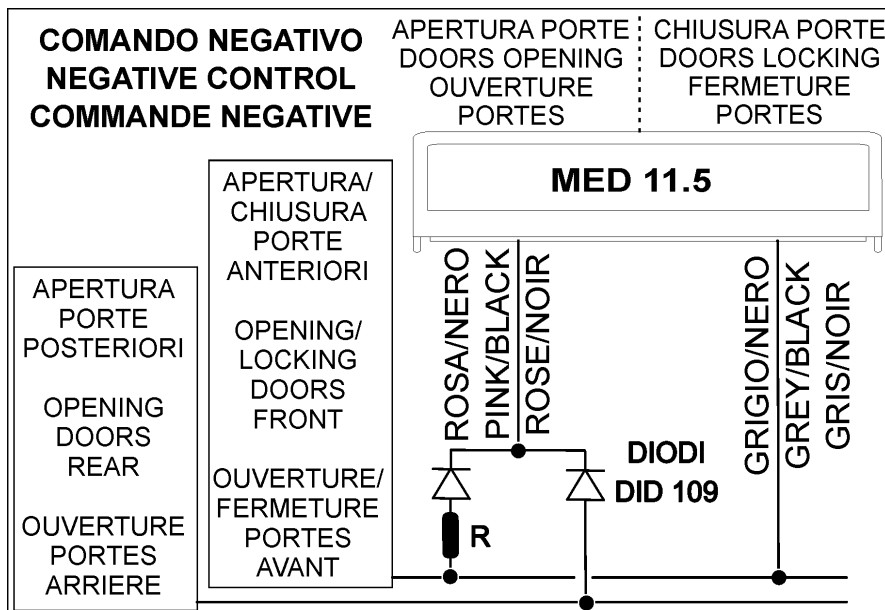 COMANDO NEGATIVO
NEGATIVE CONTROL
COMMANDE NEGATIVE
APERTURA PORTE
DOORS OPENING
OUVERTURE
PORTES
CHIUSURA PORTE
DOORS LOCKING
FERMETURE
PORTES
MED 11.5
APERTURA/
CHIUSURA
PORTE
ANTERIORI
OPENING/
LOCKING
DOORS
FRONT
OUVERTURE/
FERMETURE
PORTES
AVANT
APERTURA
PORTE
POSTERIORI
OPENING
DOORS
REAR
OUVERTURE
PORTES
ARRIERE
ROSA/NERO
PINK/BLACK
ROSE/NOIR
GRIGIO/NERO
GREY/BLACK
GRIS/NOIR
DIODI
DID 109
R